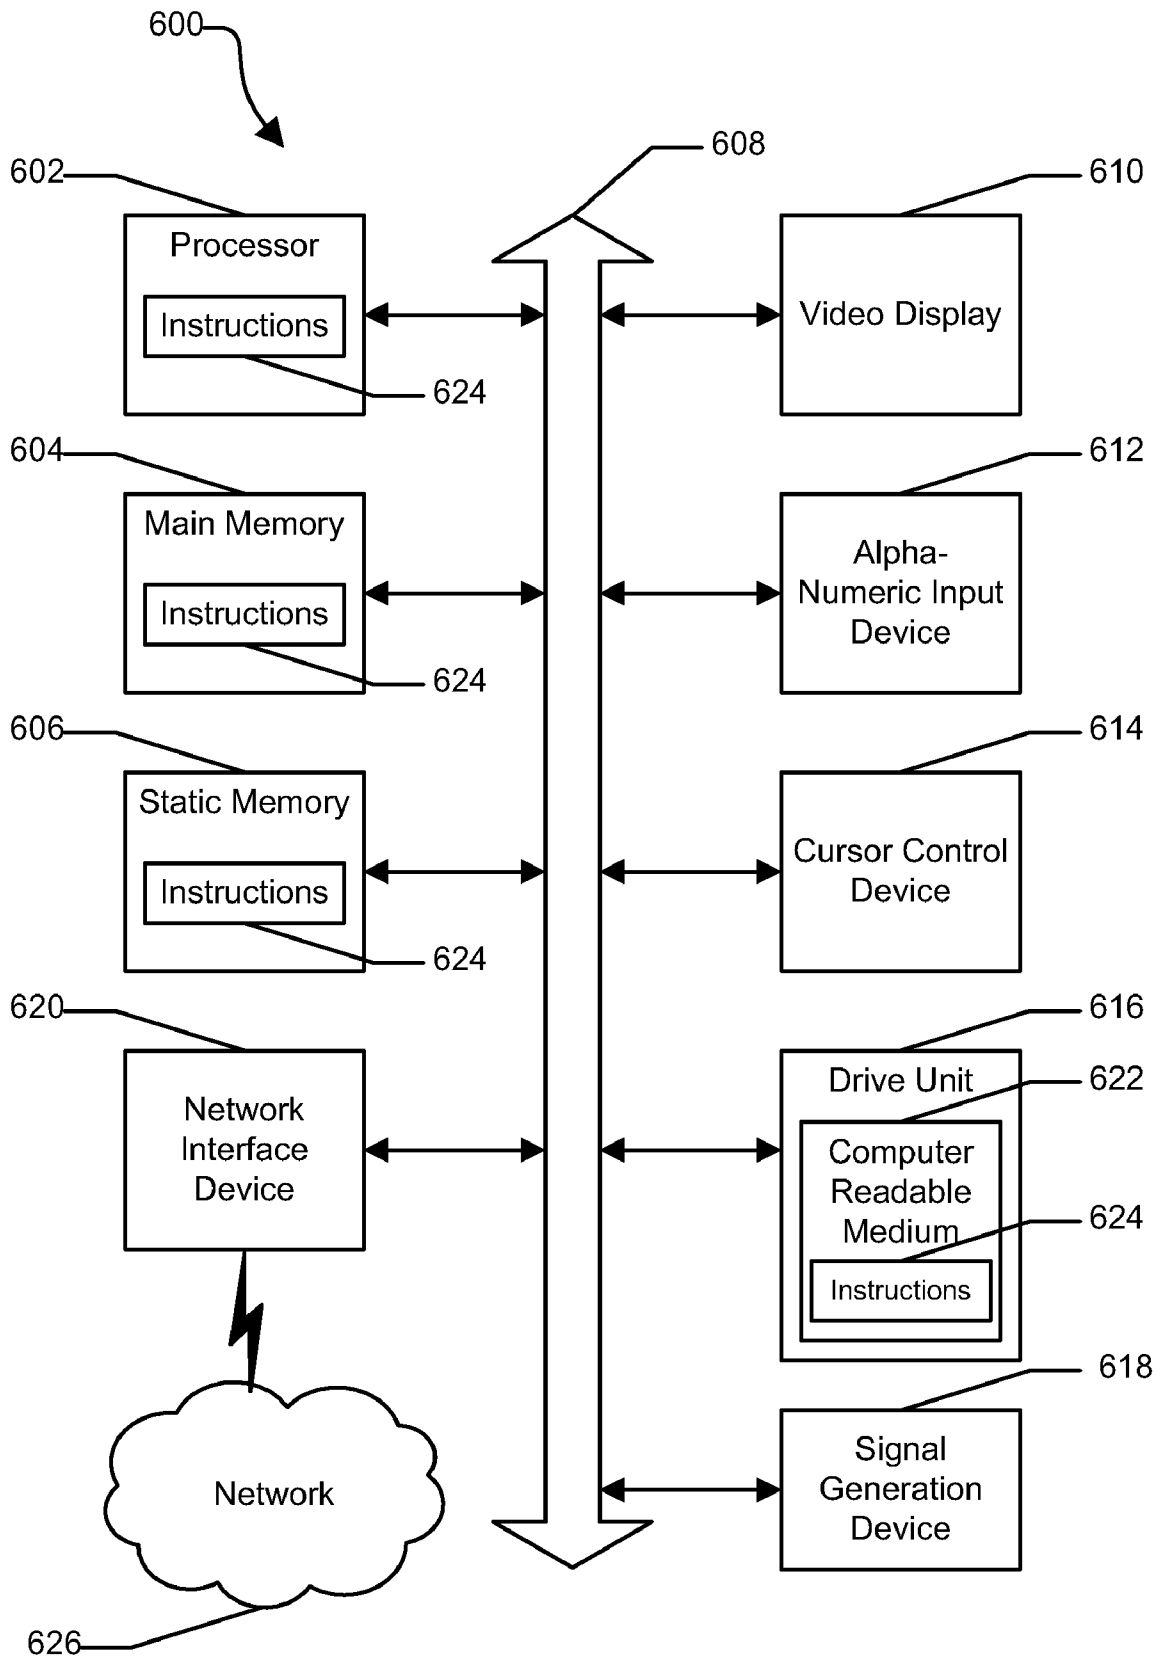 600
608
602
610
Processor
Instructions
624
Video Display
604
612
Main Memory
Instructions
624
Alpha-
Numeric Input
Device
606
614
Static Memory
Instructions
624
Cursor Control
Device
620
616
Network
Interface
Device
Drive Unit
622
Computer
Readable
Medium
624
Instructions
618
Signal
Generation
Device
Network
626